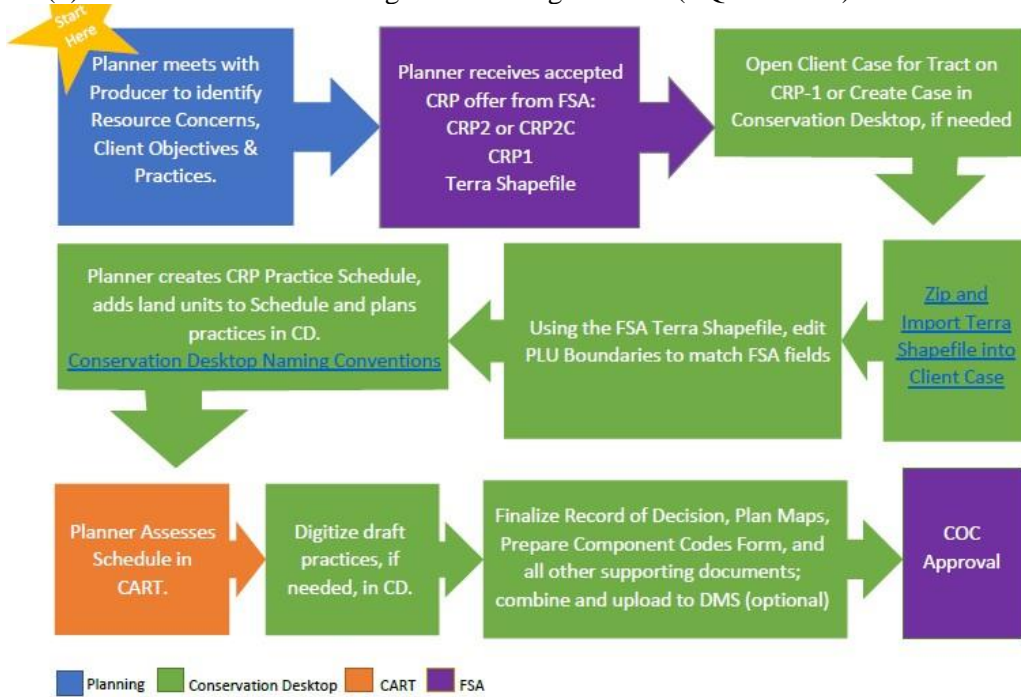 Start
Here
Planner meets with
Producer to identify
Resource Concerns,
Client Objectives &
Practices.
Planner receives accepted
CRP offer from FSA:
CRP2 or CRP2C
CRP1
Terra Shapefile
Open Client Case for Tract on
CRP-1 or Create Case in
Conservation Desktop, if needed
Zip and
Import Terra
Shapefile into
Client Case
Using the FSA Terra Shapefile, edit
PLU Boundaries to match FSA fields
Planner creates CRP Practice Schedule,
adds land units to Schedule and plans
practices in CD.
Conservation Desktop Naming Conventions
Planner Assesses
Schedule in
CART.
Digitize draft
practices, if
needed, in CD.
Finalize Record of Decision, Plan Maps,
Prepare Component Codes Form, and
all other supporting documents;
combine and upload to DMS (optional)
COC
Approval
Planning Conservation Desktop CART FSA